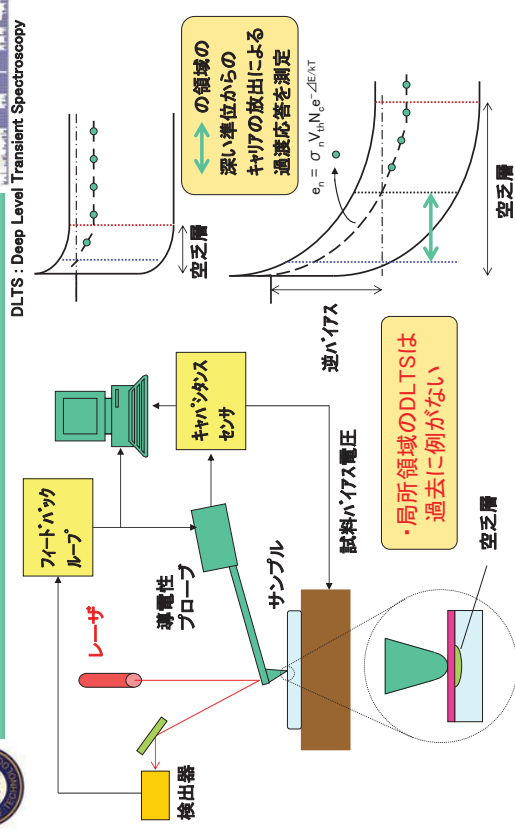 DLTS : Deep Level Transient Spectroscopy
フィードバック
ループ
レーザ
検出器
導電性
プローブ
サンプル
キャパシタンス
センサ
試料バイアス電圧
・局所領域のDLTSは
過去に例がない
空乏層
空乏層
の領域の
深い準位からの
キャリアの放出による
過渡応答を測定
逆バイアス
en = σnVthNce-⊿E/kT
空乏層